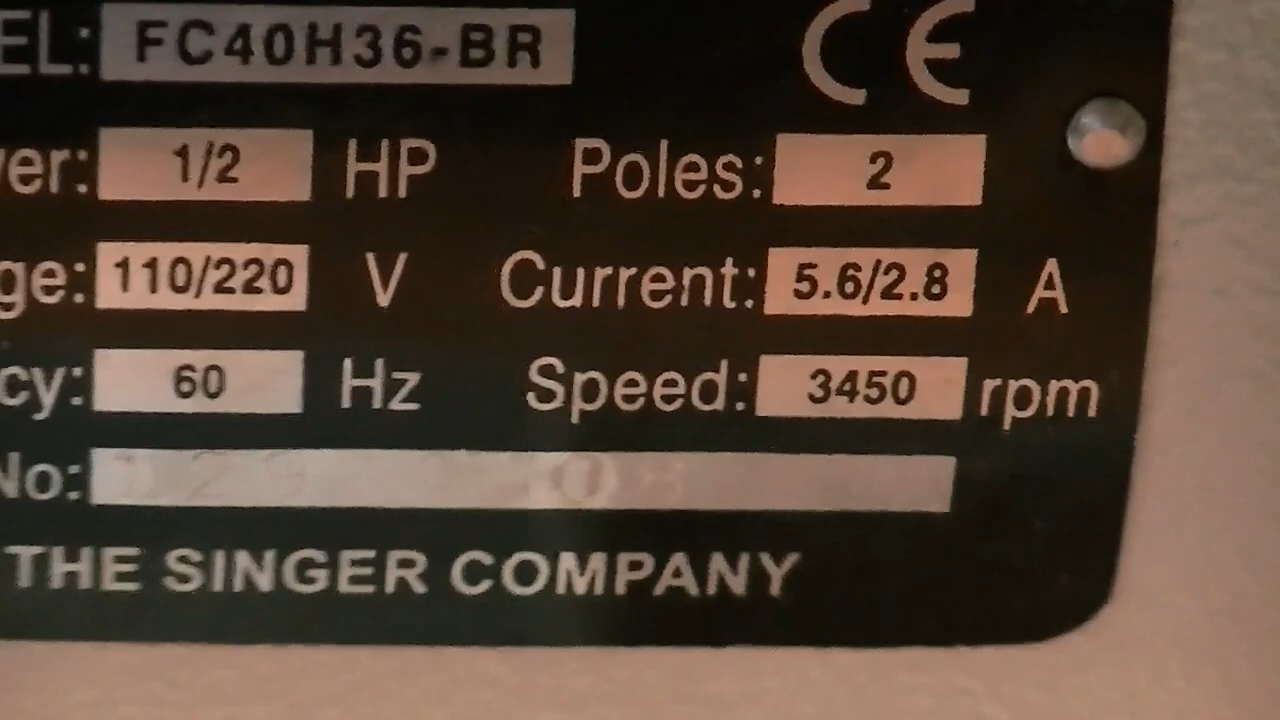 EL: FC40H36-BR CE
er: 1/2 HP Poles: 2
ge: 110/220 V Current: 5.6/2.8 A
cy: 60 Hz Speed: 3450 rpm
No:
THE SINGER COMPANY